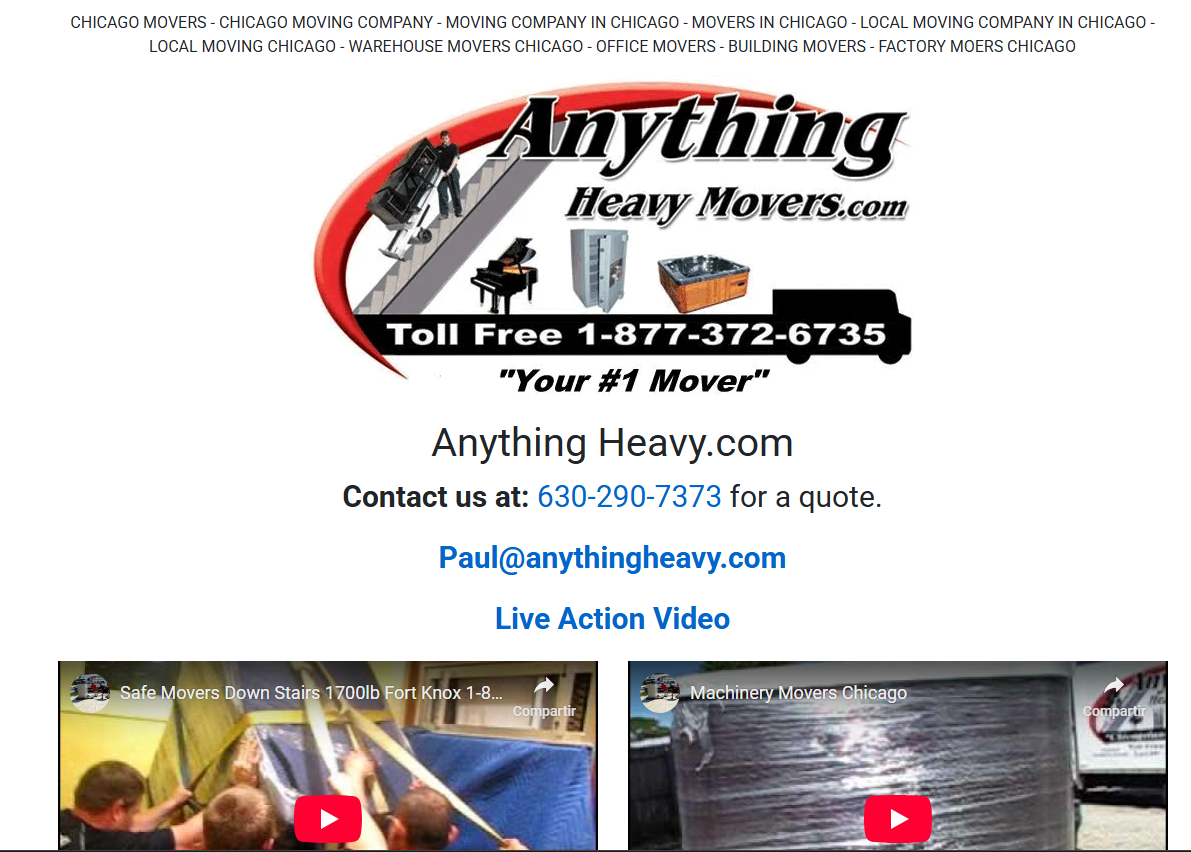 CHICAGO MOVERS - CHICAGO MOVING COMPANY - MOVING COMPANY IN CHICAGO - MOVERS IN CHICAGO - LOCAL MOVING COMPANY IN CHICAGO -
LOCAL MOVING CHICAGO - WAREHOUSE MOVERS CHICAGO - OFFICE MOVERS - BUILDING MOVERS - FACTORY MOERS CHICAGO
Anything
Heavy Movers.com
Toll Free 1-877-372-6735
"Your #1 Mover"
Anything Heavy.com
Contact us at: 630-290-7373 for a quote.
Paul@anythingheavy.com
Live Action Video
Safe Movers Down Stairs 1700lb Fort Knox 1-8...
Compartir
Machinery Movers Chicago
Compartir